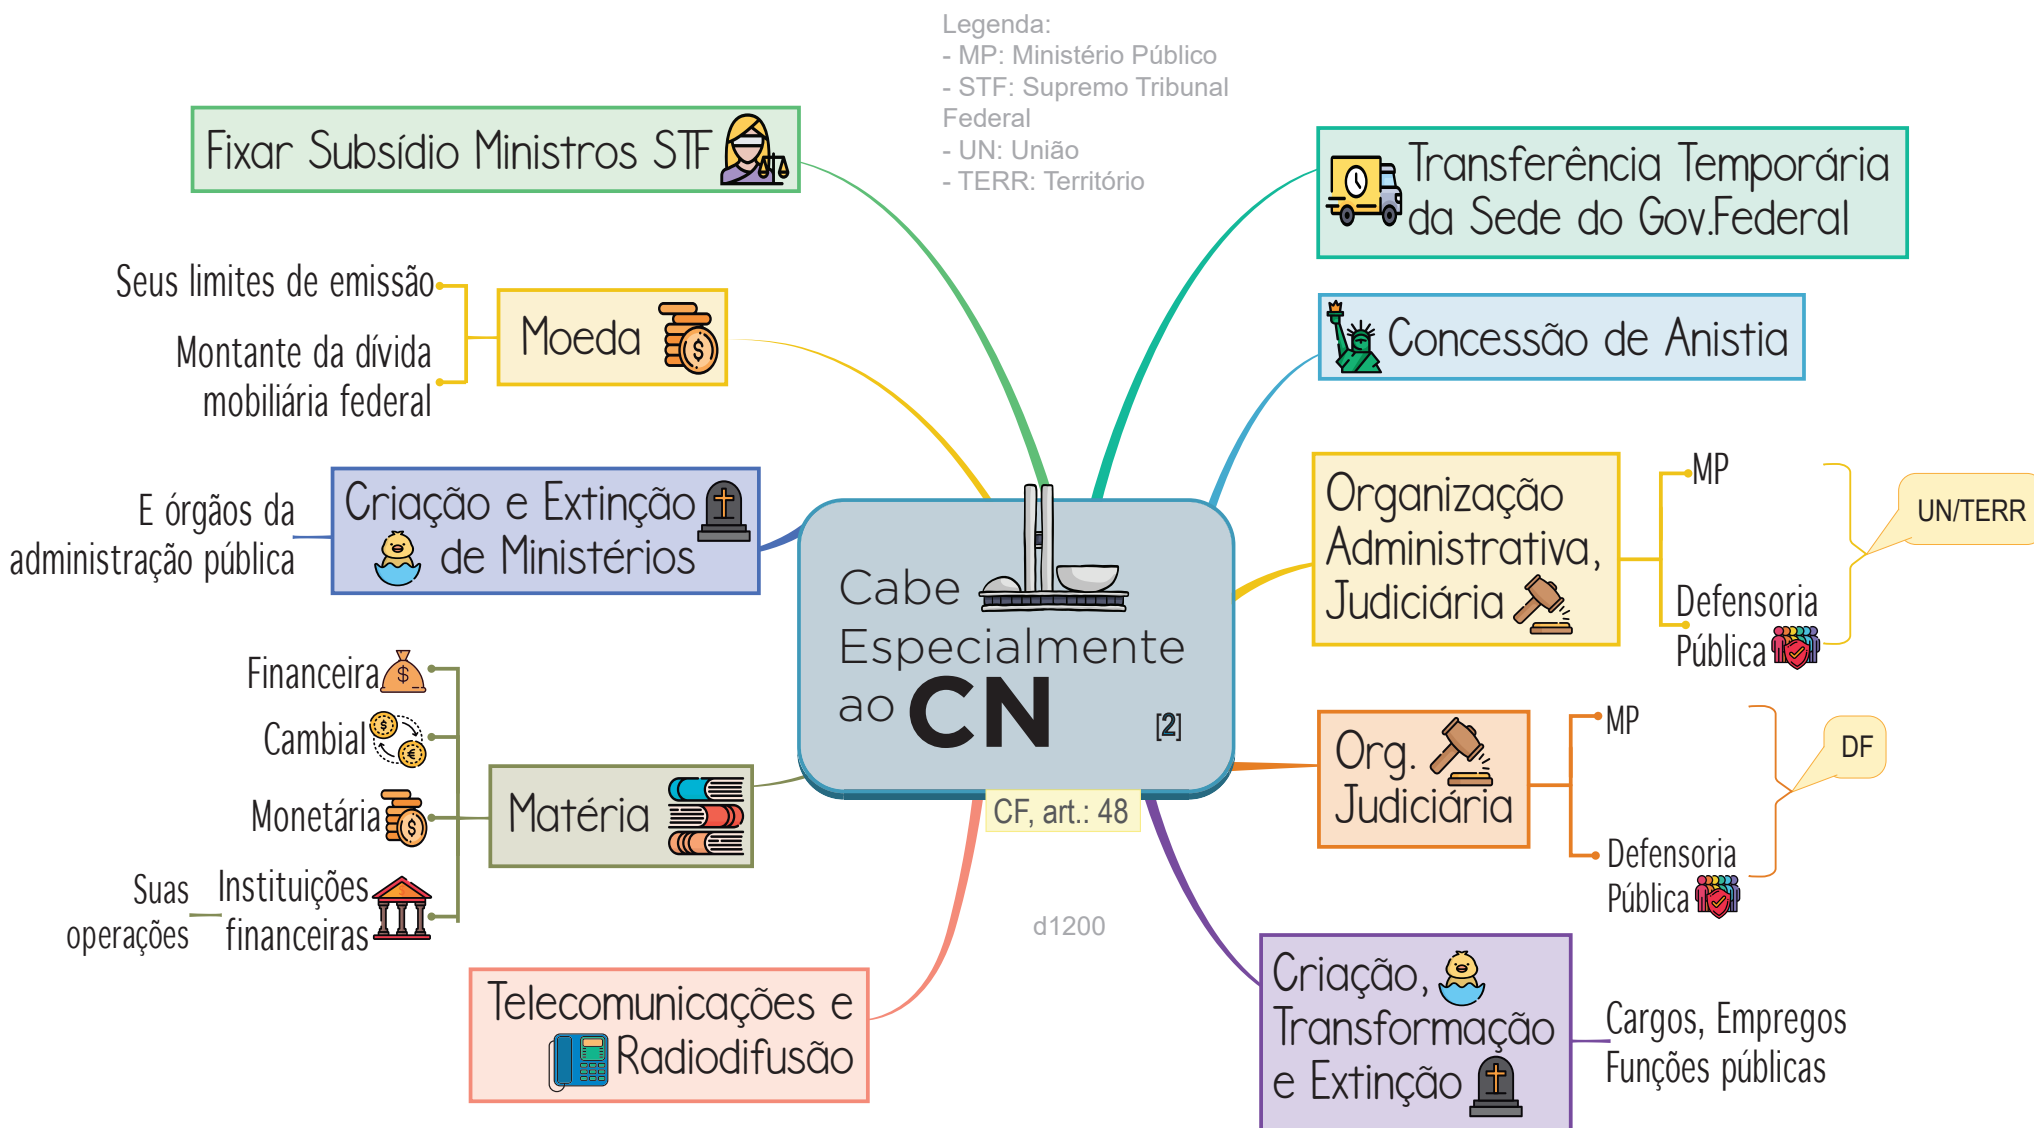 Legenda:
- MP: Ministério Público
- STF: Supremo Tribunal
Federal
- UN: União
- TERR: Território
Fixar Subsídio Ministros STF
Seus limites de emissão
Montante da dívida
mobiliária federal
Moeda
E órgãos da
administração pública
Criação e Extinção
de Ministérios
Financeira
Cambial
Monetária
Suas
operações
Instituições
financeiras
Matéria
Telecomunicações e
Radiodifusão
Cabe
Especialmente
ao CN
[2]
CF, art.: 48
d1200
Transferência Temporária
da Sede do Gov.Federal
Concessão de Anistia
Organização
Administrativa,
Judiciária
MP
Defensoria
Pública
UN/TERR
Org.
Judiciária
MP
Defensoria
Pública
DF
Criação,
Transformação
e Extinção
Cargos, Empregos
Funções públicas